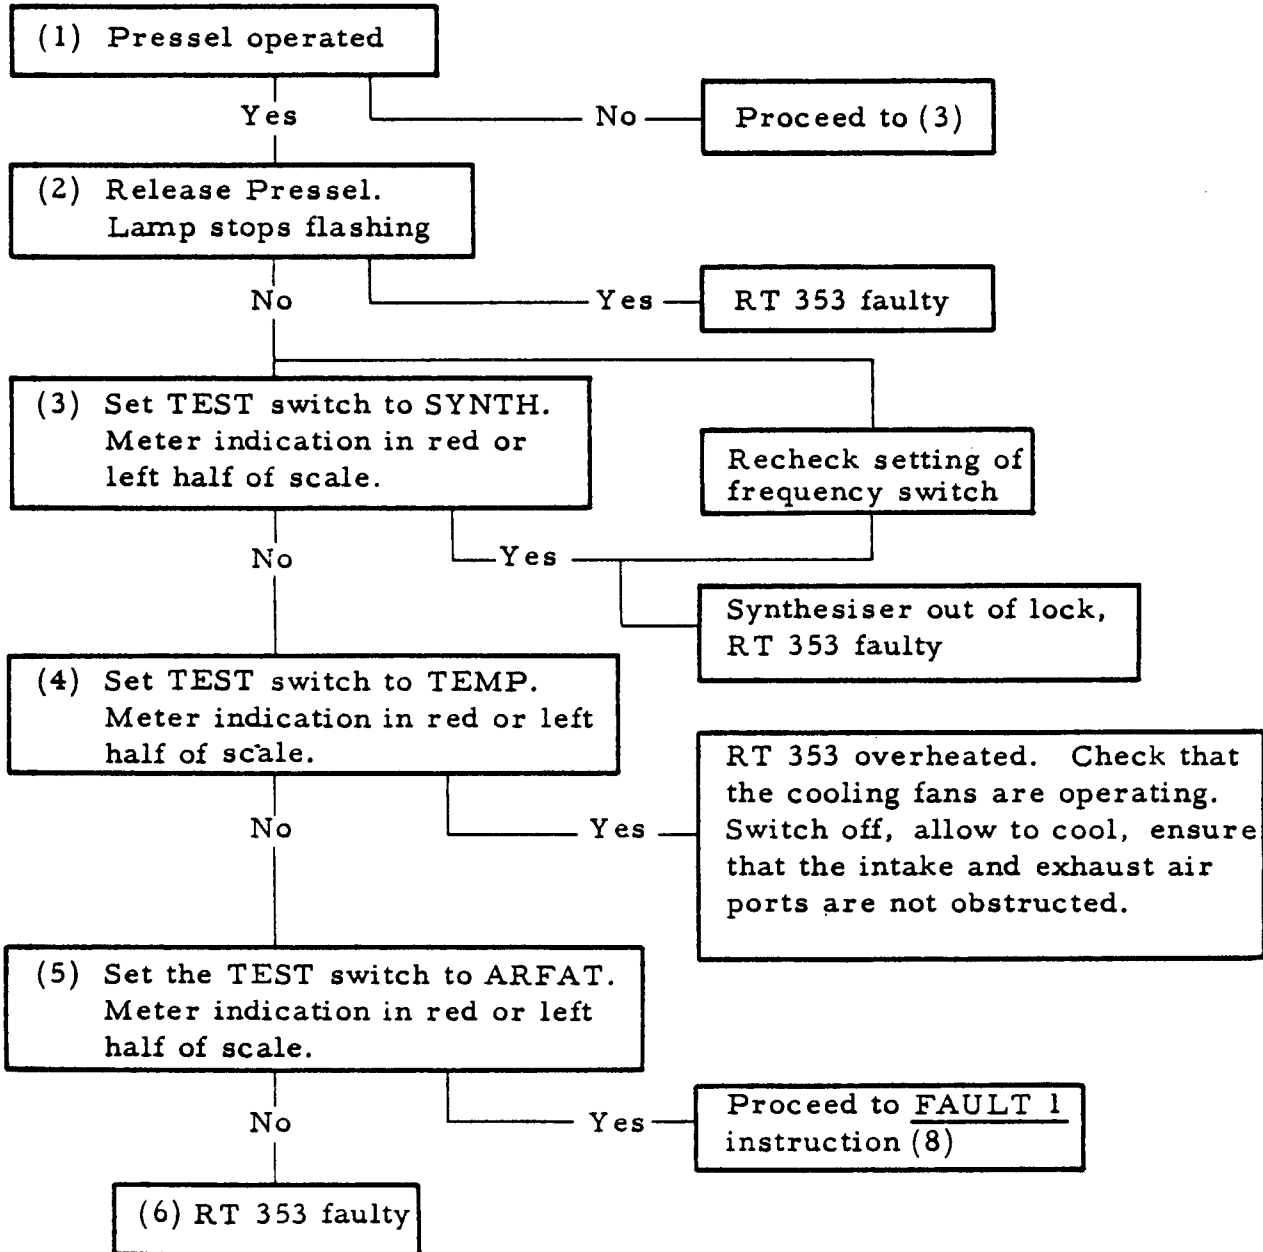 (1) Pressel operated
Yes
No
Proceed to (3)
(2) Release Pressel.
Lamp stops flashing
No
Yes
RT 353 faulty
(3) Set TEST switch to SYNTH.
Meter indication in red or
left half of scale.
Recheck setting of
frequency switch
No
Yes
Synthesiser out of lock,
RT 353 faulty
(4) Set TEST switch to TEMP.
Meter indication in red or left
half of scale.
No
Yes
RT 353 overheated. Check that
the cooling fans are operating.
Switch off, allow to cool, ensure
that the intake and exhaust air
ports are not obstructed.
(5) Set the TEST switch to ARFAT.
Meter indication in red or left
half of scale.
No
Yes
Proceed to FAULT 1
instruction (8)
(6) RT 353 faulty